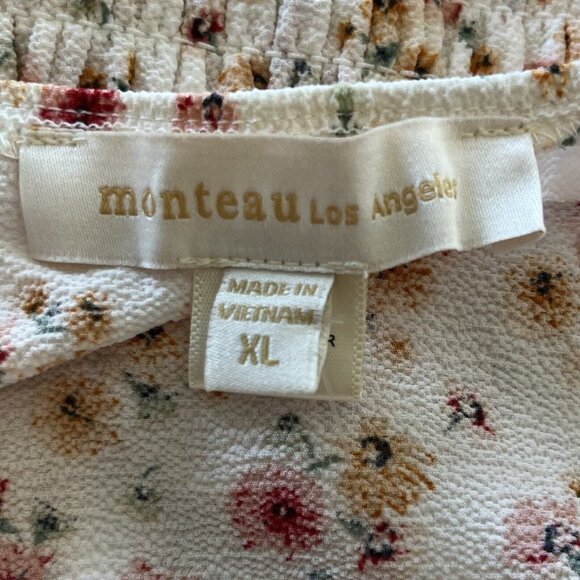 monteau Los Angeles
MADE IN
VIETNAM
XL
R